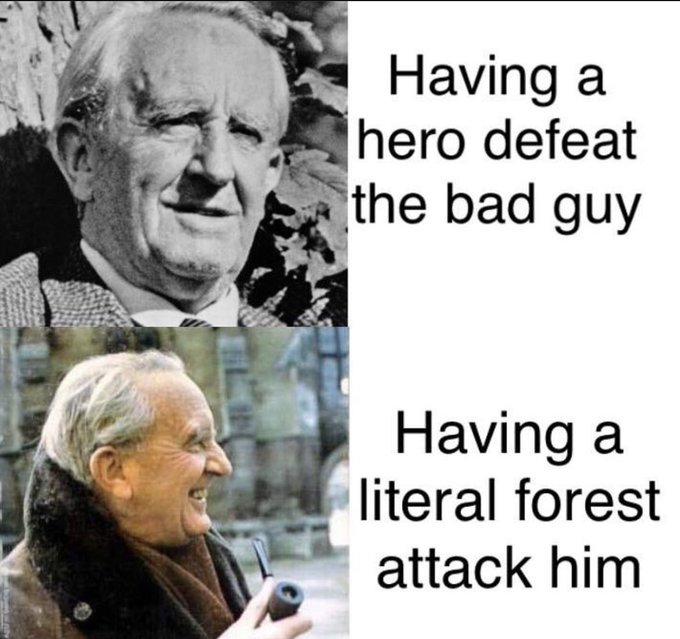 Having a
hero defeat
the bad guy
Having a
literal forest
attack him